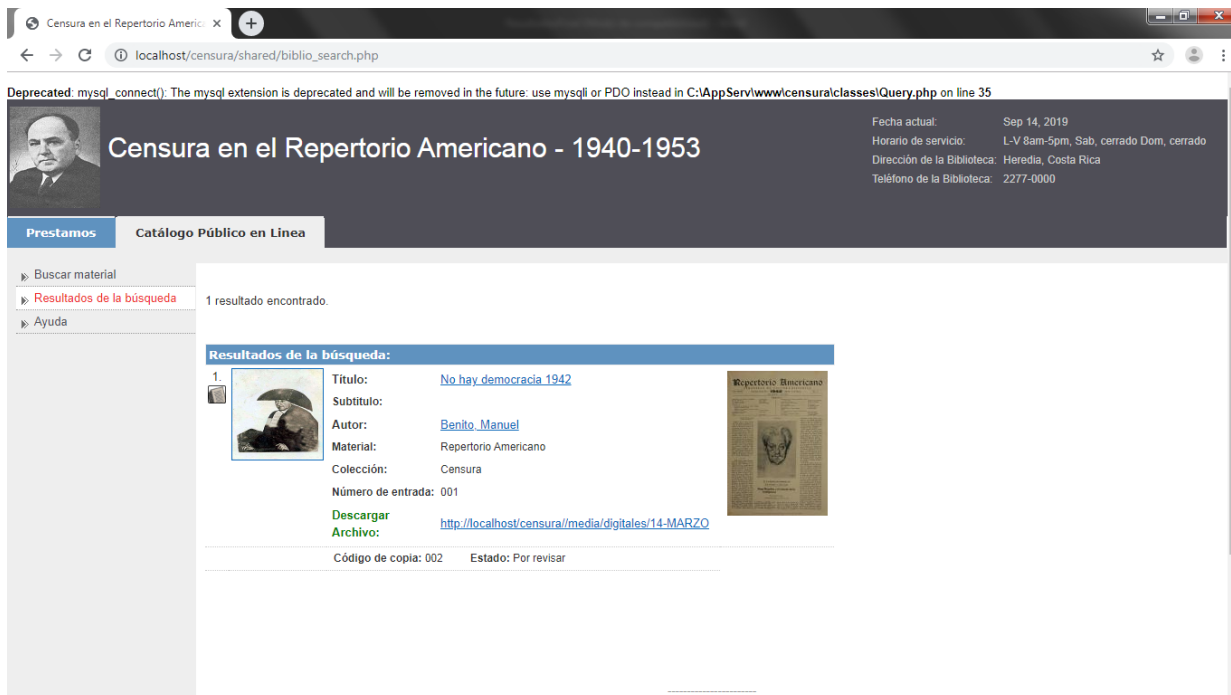 Censura en el Repertorio Americ
localhost/censura/shared/biblio_search.php
Deprecated: mysql_connect(): The mysql extension is deprecated and will be removed in the future: use mysqli or PDO instead in C:\AppServ\www\censura\classes\Query.php on line 35
Censura en el Repertorio Americano - 1940-1953
Fecha actual: Sep 14, 2019
Horario de servicio: L-V 8am-5pm, Sab, cerrado Dom, cerrado
Dirección de la Biblioteca: Heredia, Costa Rica
Teléfono de la Biblioteca: 2277-0000
Prestamos
Catálogo Público en Linea
Buscar material
Resultados de la búsqueda
Ayuda
1 resultado encontrado.
Resultados de la búsqueda:
1.
Título: No hay democracia 1942
Subtitulo:
Autor: Benito, Manuel
Material: Repertorio Americano
Colección: Censura
Número de entrada: 001
Descargar
Archivo: http://localhost/censura//media/digitales/14-MARZO
Código de copia: 002 Estado: Por revisar
Repertorio Americano